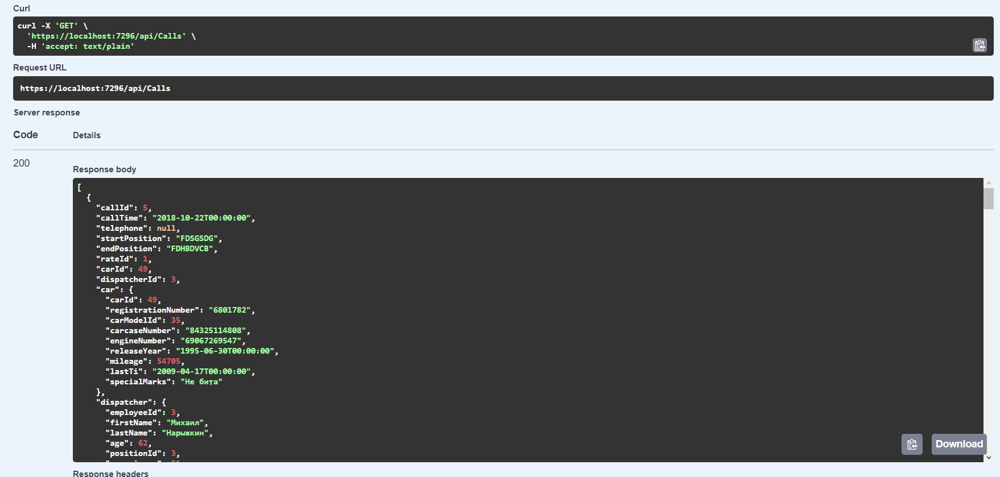 Curl
curl -X 'GET' \
'https://localhost:7296/api/Calls' \
-H 'accept: text/plain'
Request URL
https://localhost:7296/api/Calls
Server response
Code Details
200
Response body
[
{
"callId": 5,
"callTime": "2018-10-22T00:00:00",
"telephone": null,
"startPosition": "FDSGSDG",
"endPosition": "FDHBDVCB",
"rateId": 1,
"carId": 49,
"dispatcherId": 3,
"car": {
"carId": 49,
"registrationNumber": "6801782",
"carModelId": 35,
"carcaseNumber": "84325114808",
"engineNumber": "69067269547",
"releaseYear": "1995-06-30T00:00:00",
"mileage": 54705,
"lastTi": "2009-04-17T00:00:00",
"specialMarks": "Не бита"
},
"dispatcher": {
"employeeId": 3,
"firstName": "Михаил",
"lastName": "Нарыжкин",
"age": 62,
"positionId": 3,
Download
Response headers